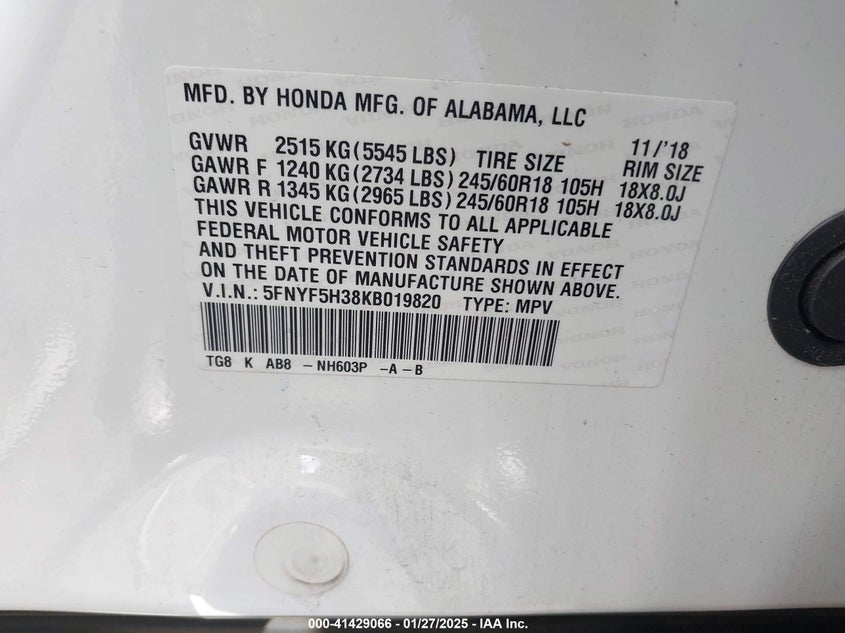 MFD. BY HONDA MFG. OF ALABAMA, LLC
GVWR 2515 KG(5545 LBS) TIRE SIZE 11/'18
RIM SIZE
GAWR F 1240 KG(2734 LBS) 245/60R18 105H 18X8.0J
GAWR R 1345 KG(2965 LBS) 245/60R18 105H 18X8.0J
THIS VEHICLE CONFORMS TO ALL APPLICABLE
FEDERAL MOTOR VEHICLE SAFETY
AND THEFT PREVENTION STANDARDS IN EFFECT
ON THE DATE OF MANUFACTURE SHOWN ABOVE.
V.I.N.: 5FNYF5H38KB019820 TYPE: MPV
TG8 K AB8 - NH603P - A - B
000-41429066 - 01/27/2025 - IAA Inc.